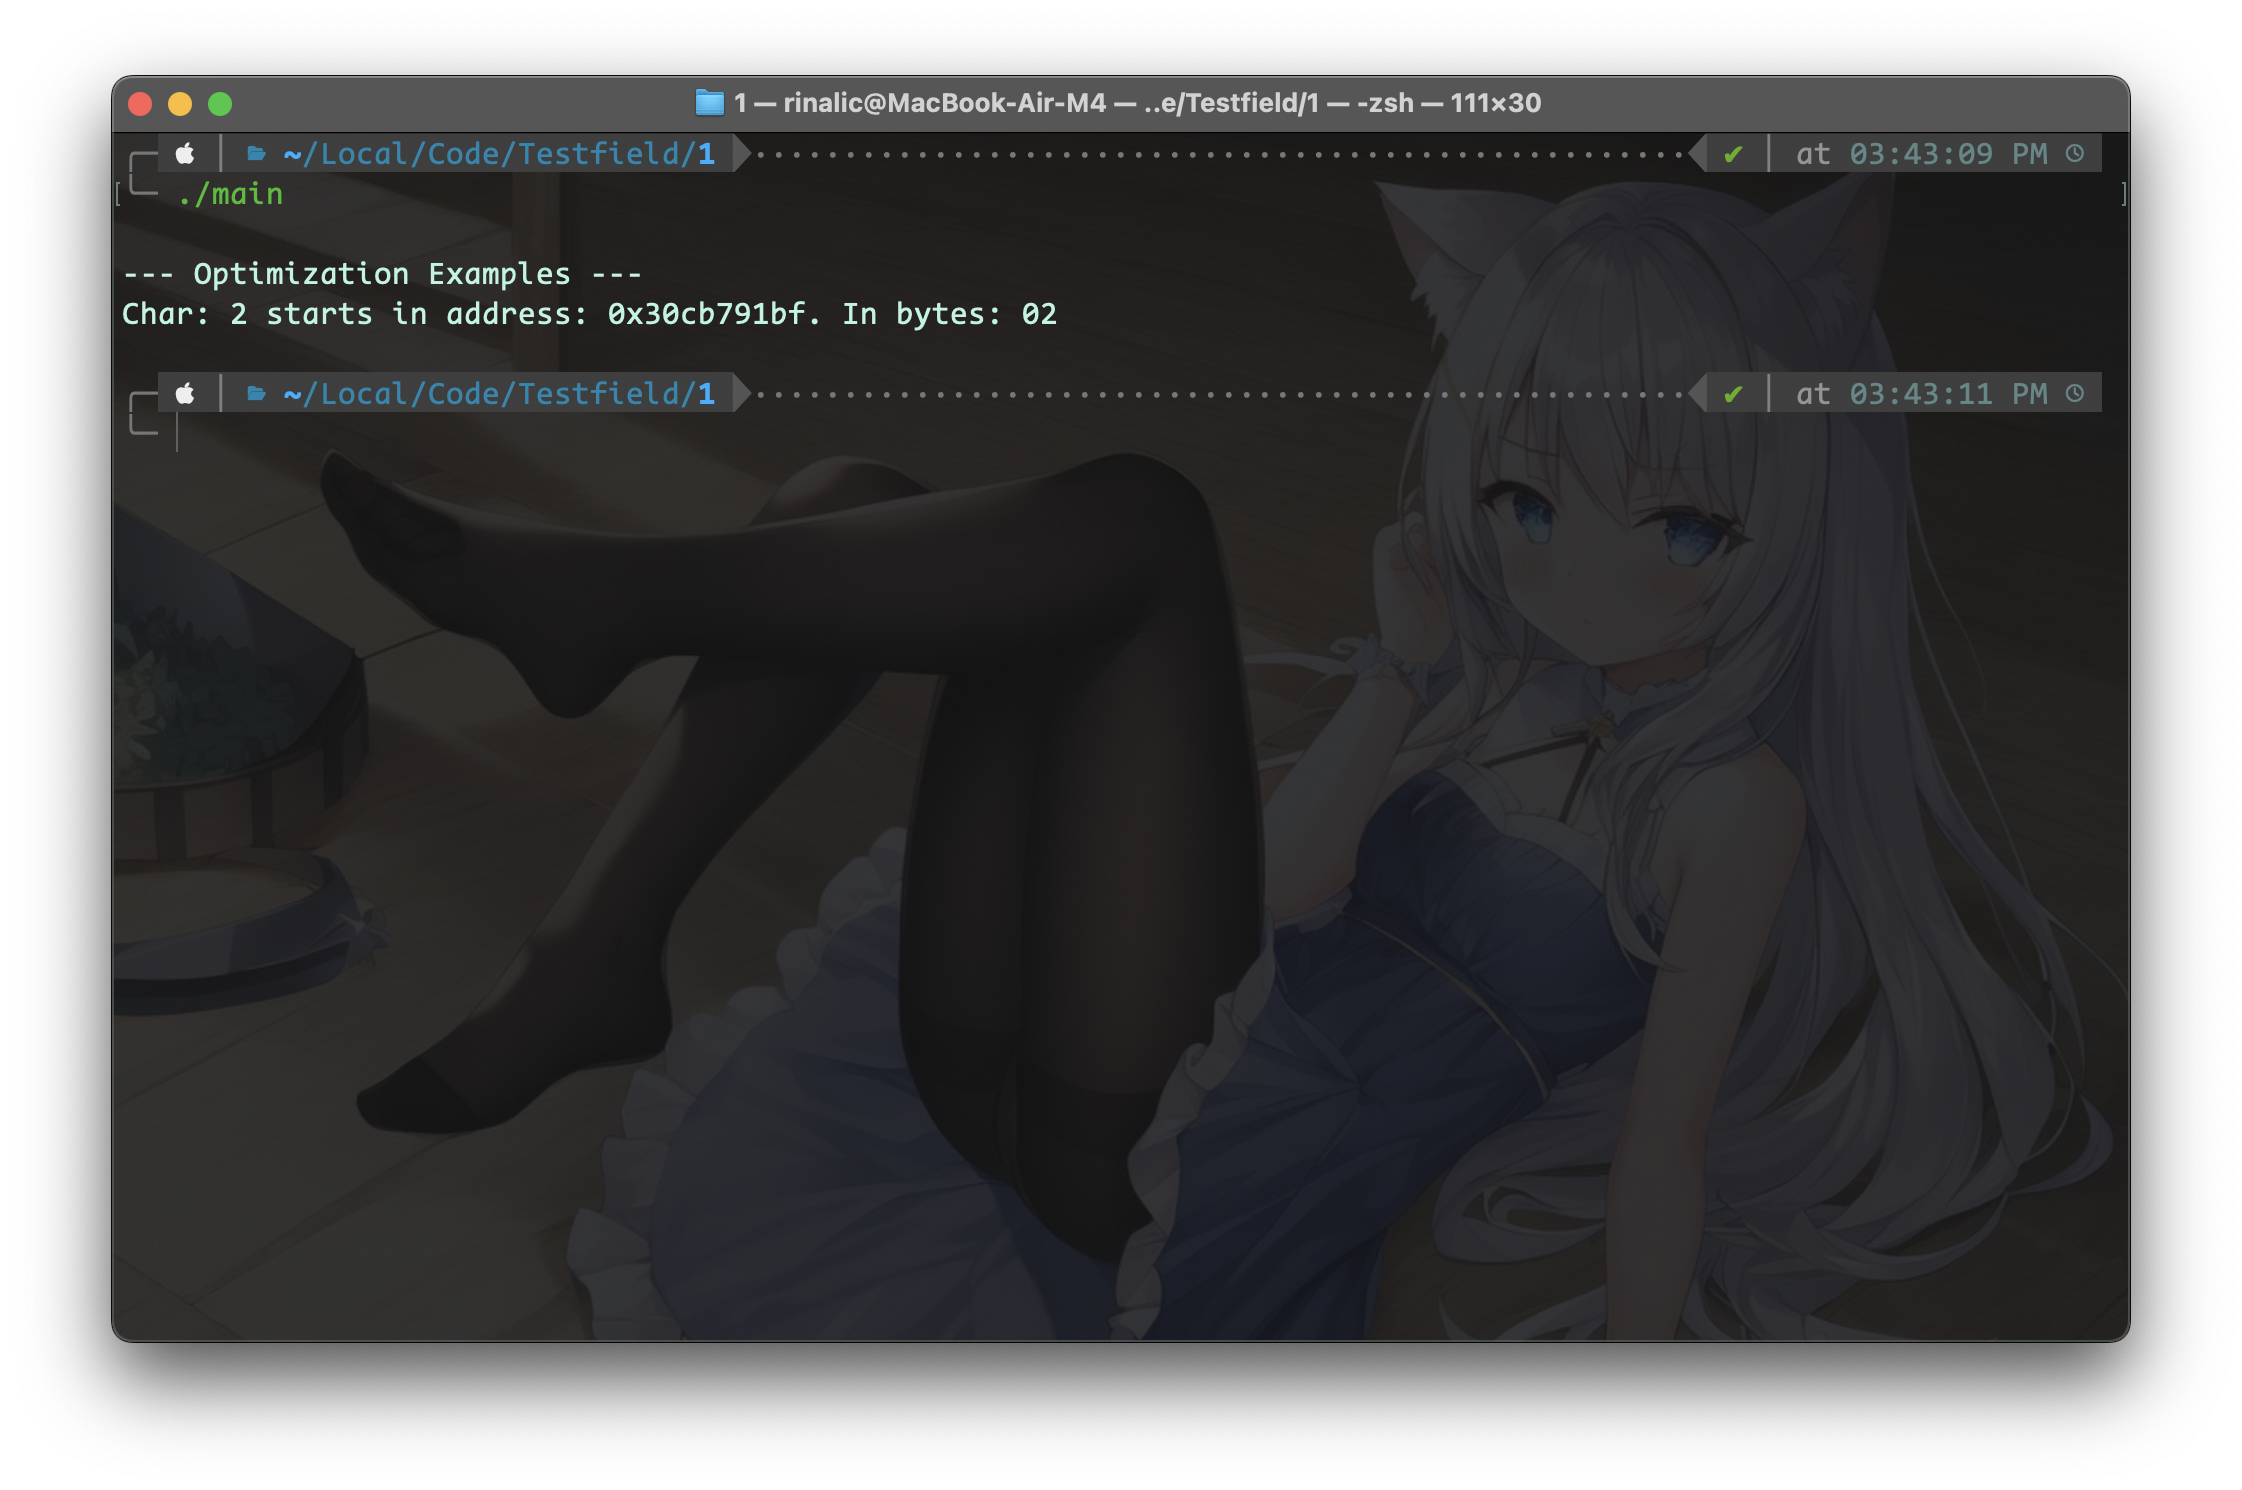 1 — rinalic@MacBook-Air-M4 — ..e/Testfield/1 — -zsh — 111×30
~/Local/Code/Testfield/1 ✔ at 03:43:09 PM
[ ./main ]
--- Optimization Examples ---
Char: 2 starts in address: 0x30cb791bf. In bytes: 02
~/Local/Code/Testfield/1 ✔ at 03:43:11 PM